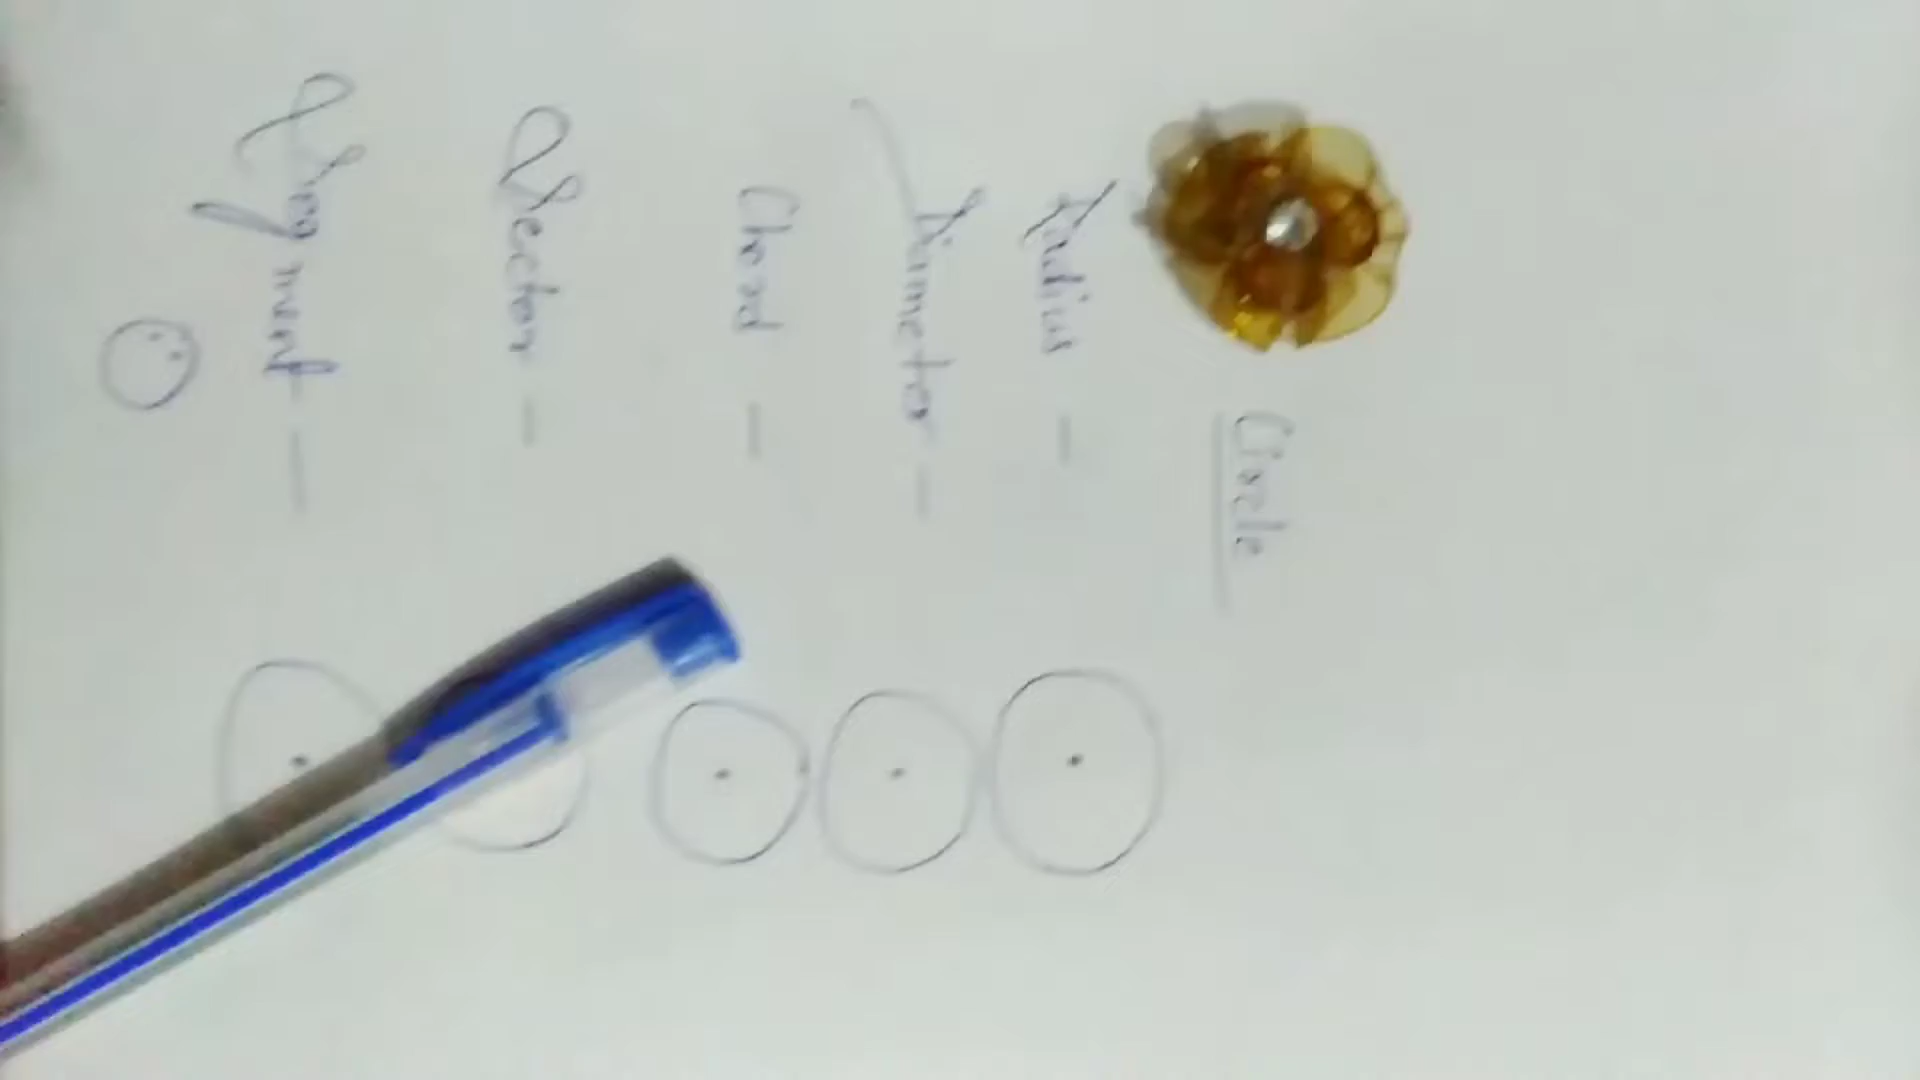 Circle
Radius -
Diameter -
Chord -
Sector -
Segment -